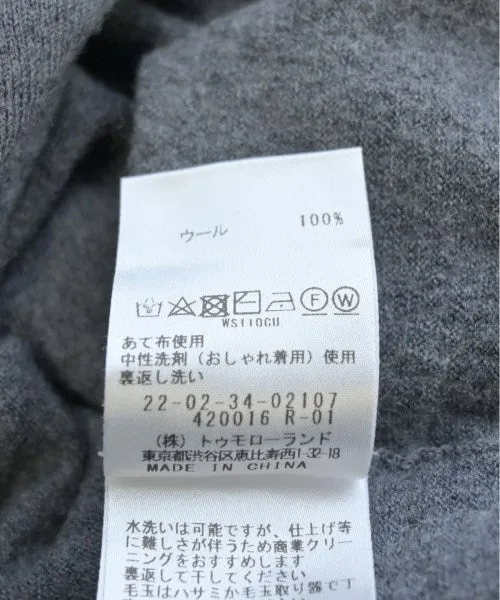 ウール 100%
F W
WS110CU
あて布使用
中性洗剤（おしゃれ着用）使用
裏返し洗い
22-02-34-02107
420016 R-01
（株）トゥモローランド
東京都渋谷区恵比寿西1-32-18
MADE IN CHINA
水洗いは可能ですが、仕上げ等
に難しさが伴うため商業クリー
ニングをおすすめします
裏返して干してください
毛玉はハサミか毛玉取り器で丁